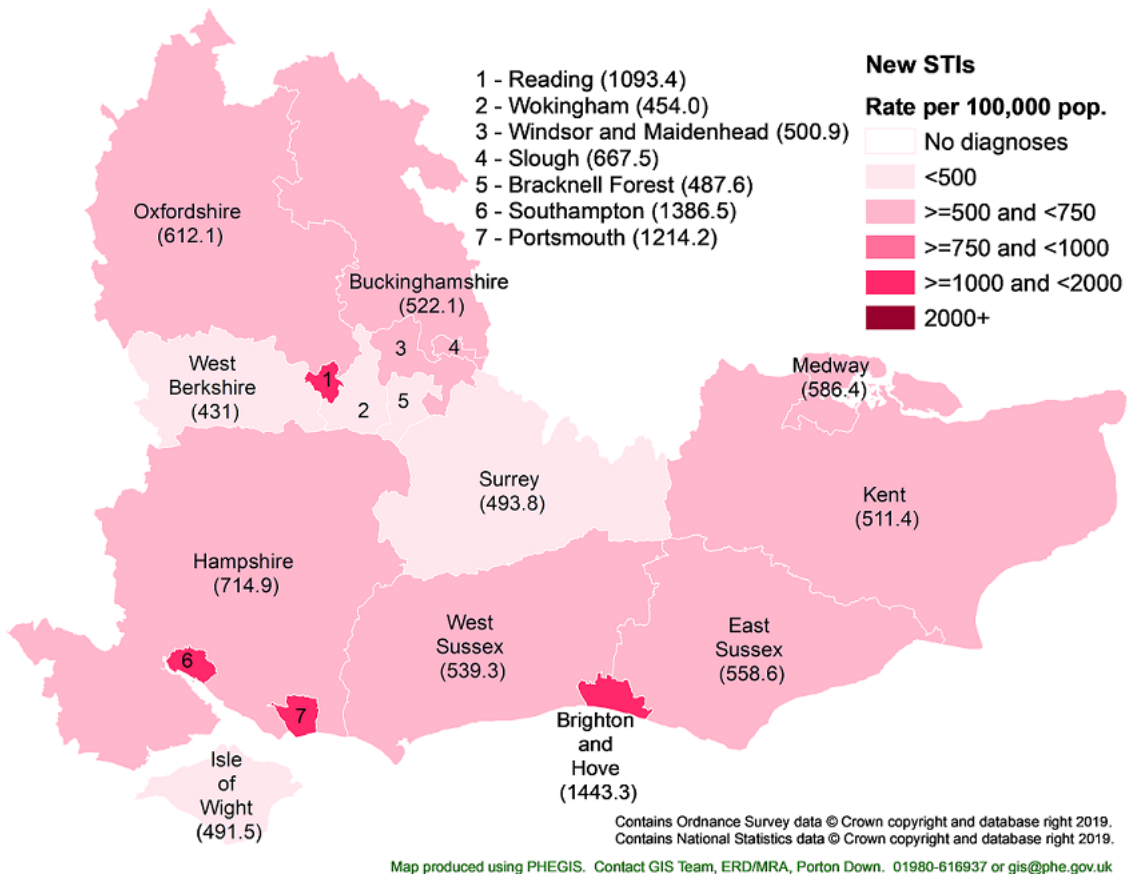 1 - Reading (1093.4)
2 - Wokingham (454.0)
3 - Windsor and Maidenhead (500.9)
4 - Slough (667.5)
5 - Bracknell Forest (487.6)
6 - Southampton (1386.5)
7 - Portsmouth (1214.2)
New STIs
Rate per 100,000 pop.
No diagnoses
<500
>=500 and <750
>=750 and <1000
>=1000 and <2000
2000+
Oxfordshire
(612.1)
Buckinghamshire
(522.1)
3
4
West
Berkshire
(431)
1
2
5
Medway
(586.4)
Surrey
(493.8)
Kent
(511.4)
Hampshire
(714.9)
6
7
West
Sussex
(539.3)
East
Sussex
(558.6)
Brighton
and
Hove
(1443.3)
Isle
of
Wight
(491.5)
Contains Ordnance Survey data © Crown copyright and database right 2019.
Contains National Statistics data © Crown copyright and database right 2019.
Map produced using PHEGIS. Contact GIS Team, ERD/MRA, Porton Down. 01980-616937 or gis@phe.gov.uk